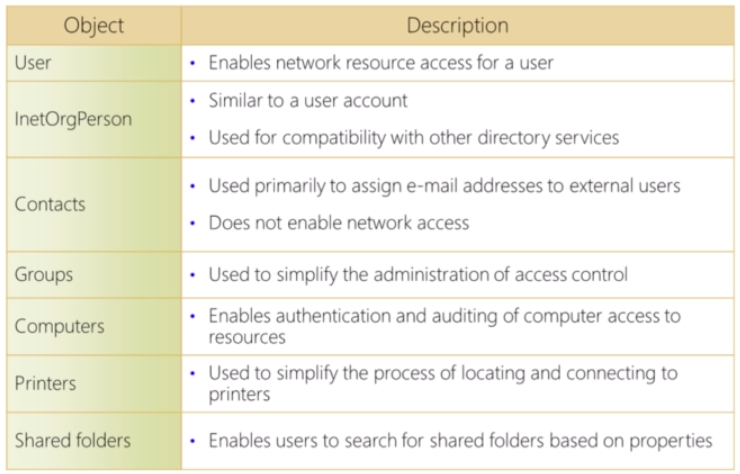 Object Description
User • Enables network resource access for a user
InetOrgPerson • Similar to a user account
• Used for compatibility with other directory services
Contacts • Used primarily to assign e-mail addresses to external users
• Does not enable network access
Groups • Used to simplify the administration of access control
Computers • Enables authentication and auditing of computer access to
resources
Printers • Used to simplify the process of locating and connecting to
printers
Shared folders • Enables users to search for shared folders based on properties